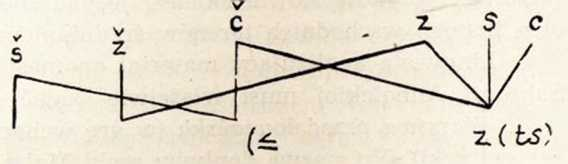 š ž č z s c
(≤ z (ts)